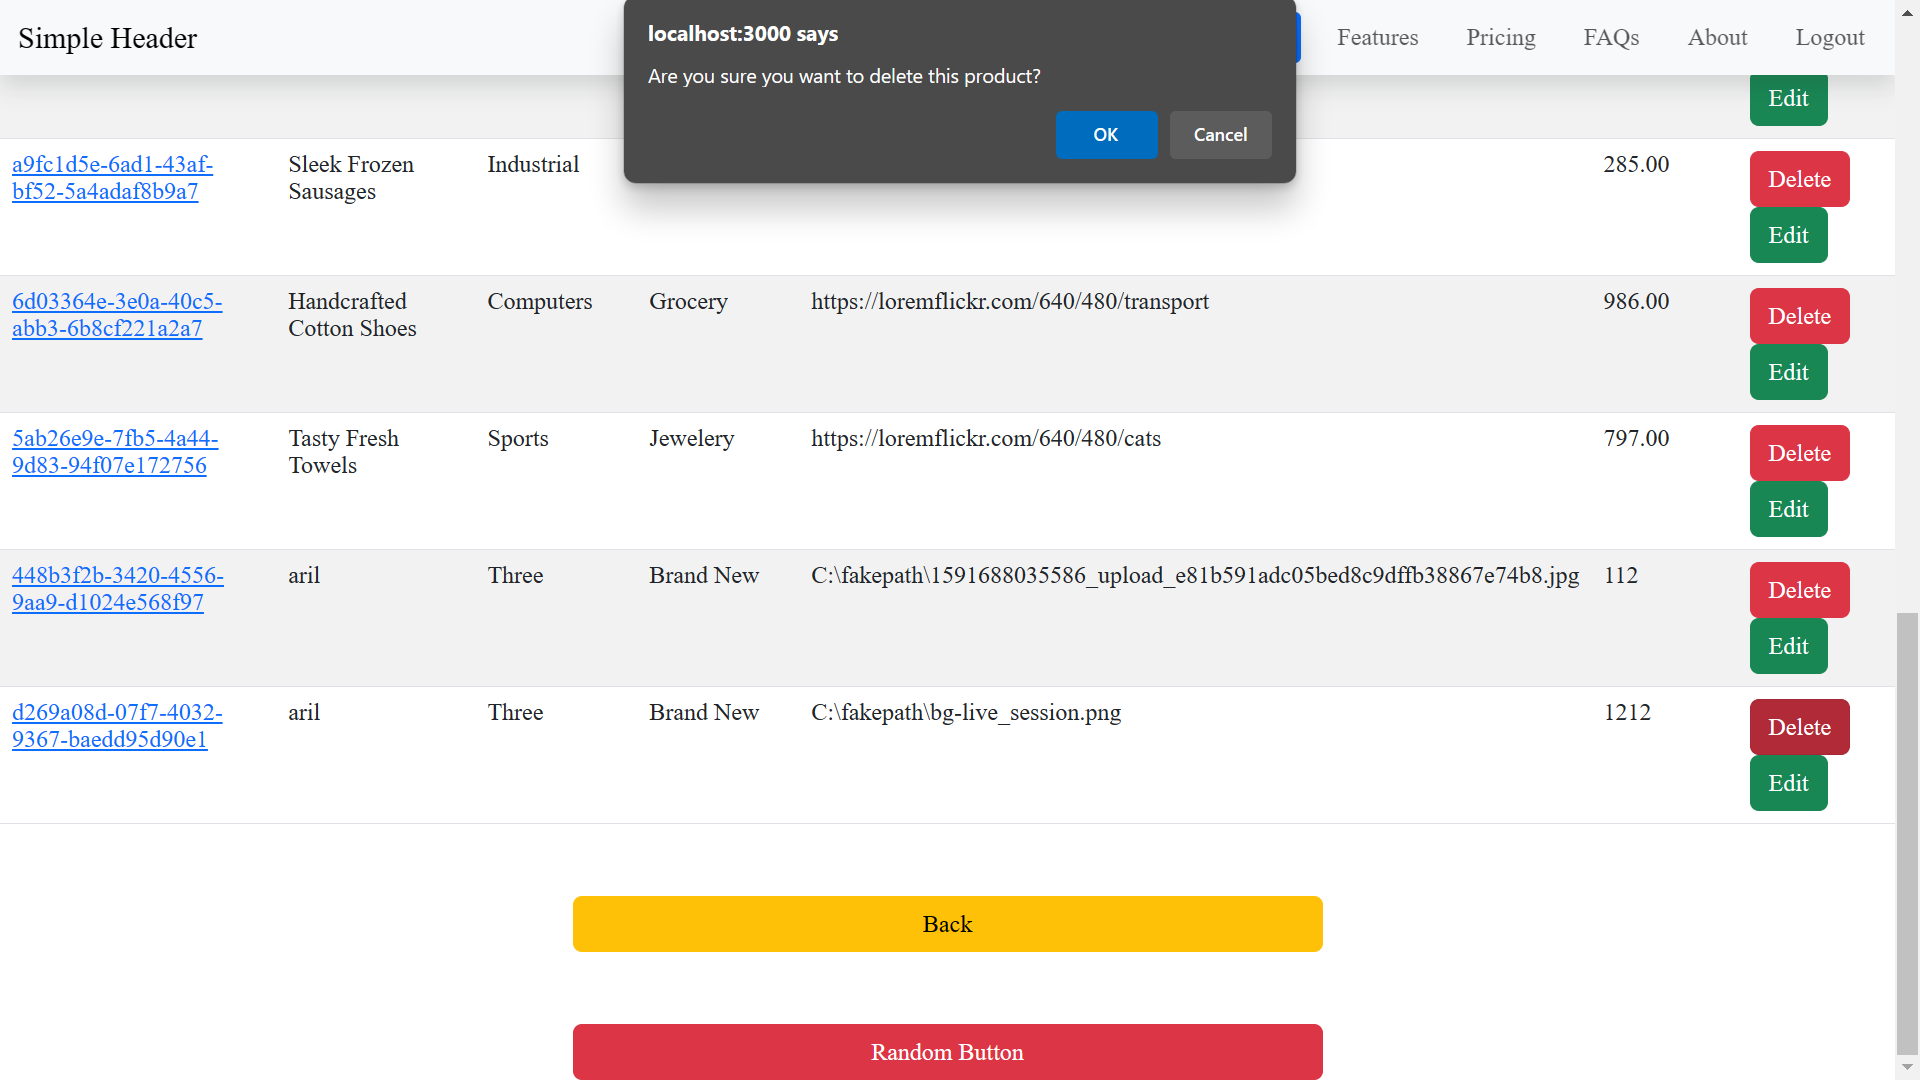 Simple Header
localhost:3000 says
Are you sure you want to delete this product?
OK
Cancel
Features
Pricing
FAQs
About
Logout
Edit
a9fc1d5e-6ad1-43af-
bf52-5a4adaf8b9a7
Sleek Frozen
Sausages
Industrial
285.00
Delete
Edit
6d03364e-3e0a-40c5-
abb3-6b8cf221a2a7
Handcrafted
Cotton Shoes
Computers
Grocery
https://loremflickr.com/640/480/transport
986.00
Delete
Edit
5ab26e9e-7fb5-4a44-
9d83-94f07e172756
Tasty Fresh
Towels
Sports
Jewelery
https://loremflickr.com/640/480/cats
797.00
Delete
Edit
448b3f2b-3420-4556-
9aa9-d1024e568f97
aril
Three
Brand New
C:\fakepath\1591688035586_upload_e81b591adc05bed8c9dffb38867e74b8.jpg
112
Delete
Edit
d269a08d-07f7-4032-
9367-baedd95d90e1
aril
Three
Brand New
C:\fakepath\bg-live_session.png
1212
Delete
Edit
Back
Random Button